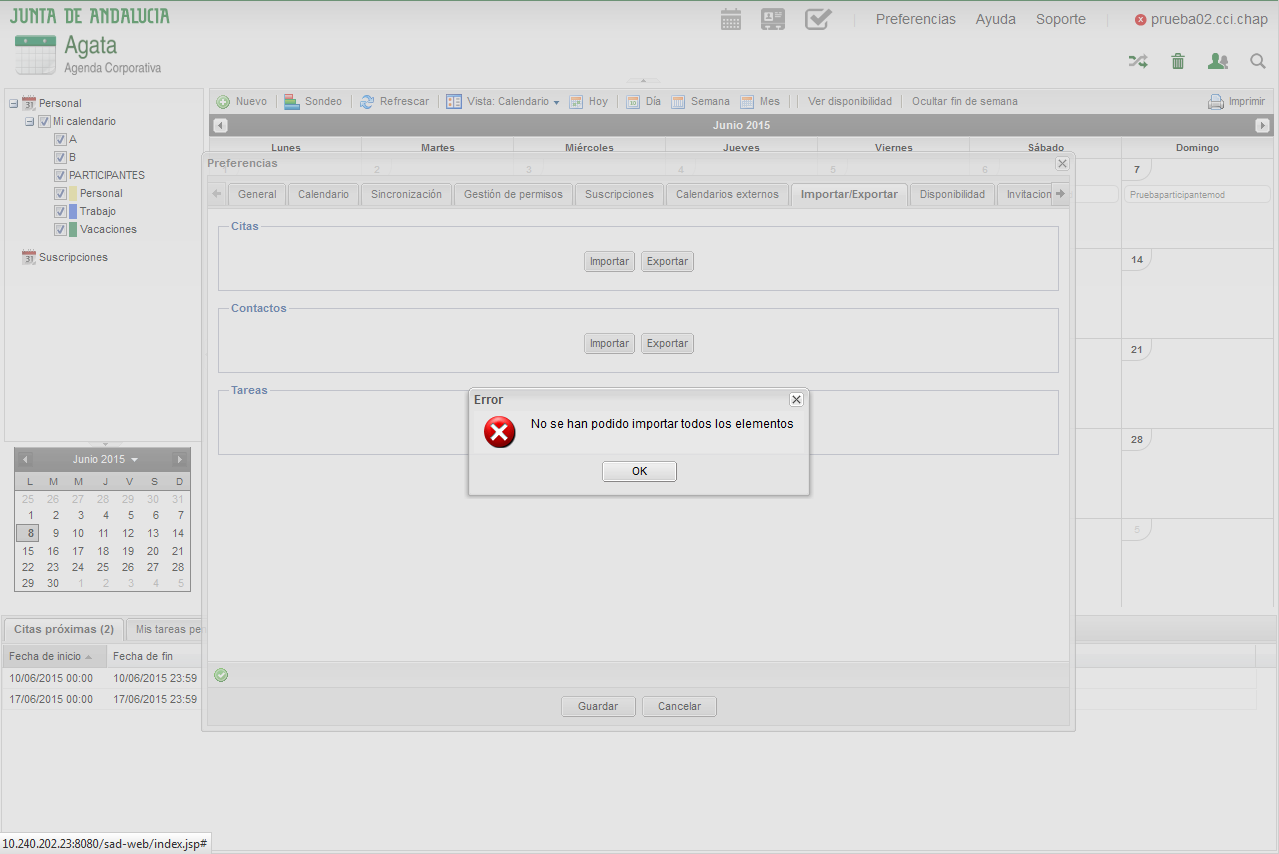 JUNTA DE ANDALUCIA
Agata
Agenda Corporativa
Preferencias Ayuda Soporte prueba02.cci.chap
Personal
Mi calendario
A
B
PARTICIPANTES
Personal
Trabajo
Vacaciones
Suscripciones
Nuevo Sondeo Refrescar Vista: Calendario Hoy Día Semana Mes Ver disponibilidad Ocultar fin de semana Imprimir
Junio 2015
Lunes Martes Miércoles Jueves Viernes Sábado Domingo
1 2 3 4 5 6 7
Pruebaparticipantemod
14
21
28
5
Preferencias
General Calendario Sincronización Gestión de permisos Suscripciones Calendarios externos Importar/Exportar Disponibilidad Invitacion
Citas
Importar Exportar
Contactos
Importar Exportar
Tareas
Error
No se han podido importar todos los elementos
OK
Guardar Cancelar
Junio 2015
L M M J V S D
25 26 27 28 29 30 31
1 2 3 4 5 6 7
8 9 10 11 12 13 14
15 16 17 18 19 20 21
22 23 24 25 26 27 28
29 30 1 2 3 4 5
Citas próximas (2) Mis tareas pe
Fecha de inicio Fecha de fin
10/06/2015 00:00 10/06/2015 23:59
17/06/2015 00:00 17/06/2015 23:59
10.240.202.23:8080/sad-web/index.jsp#